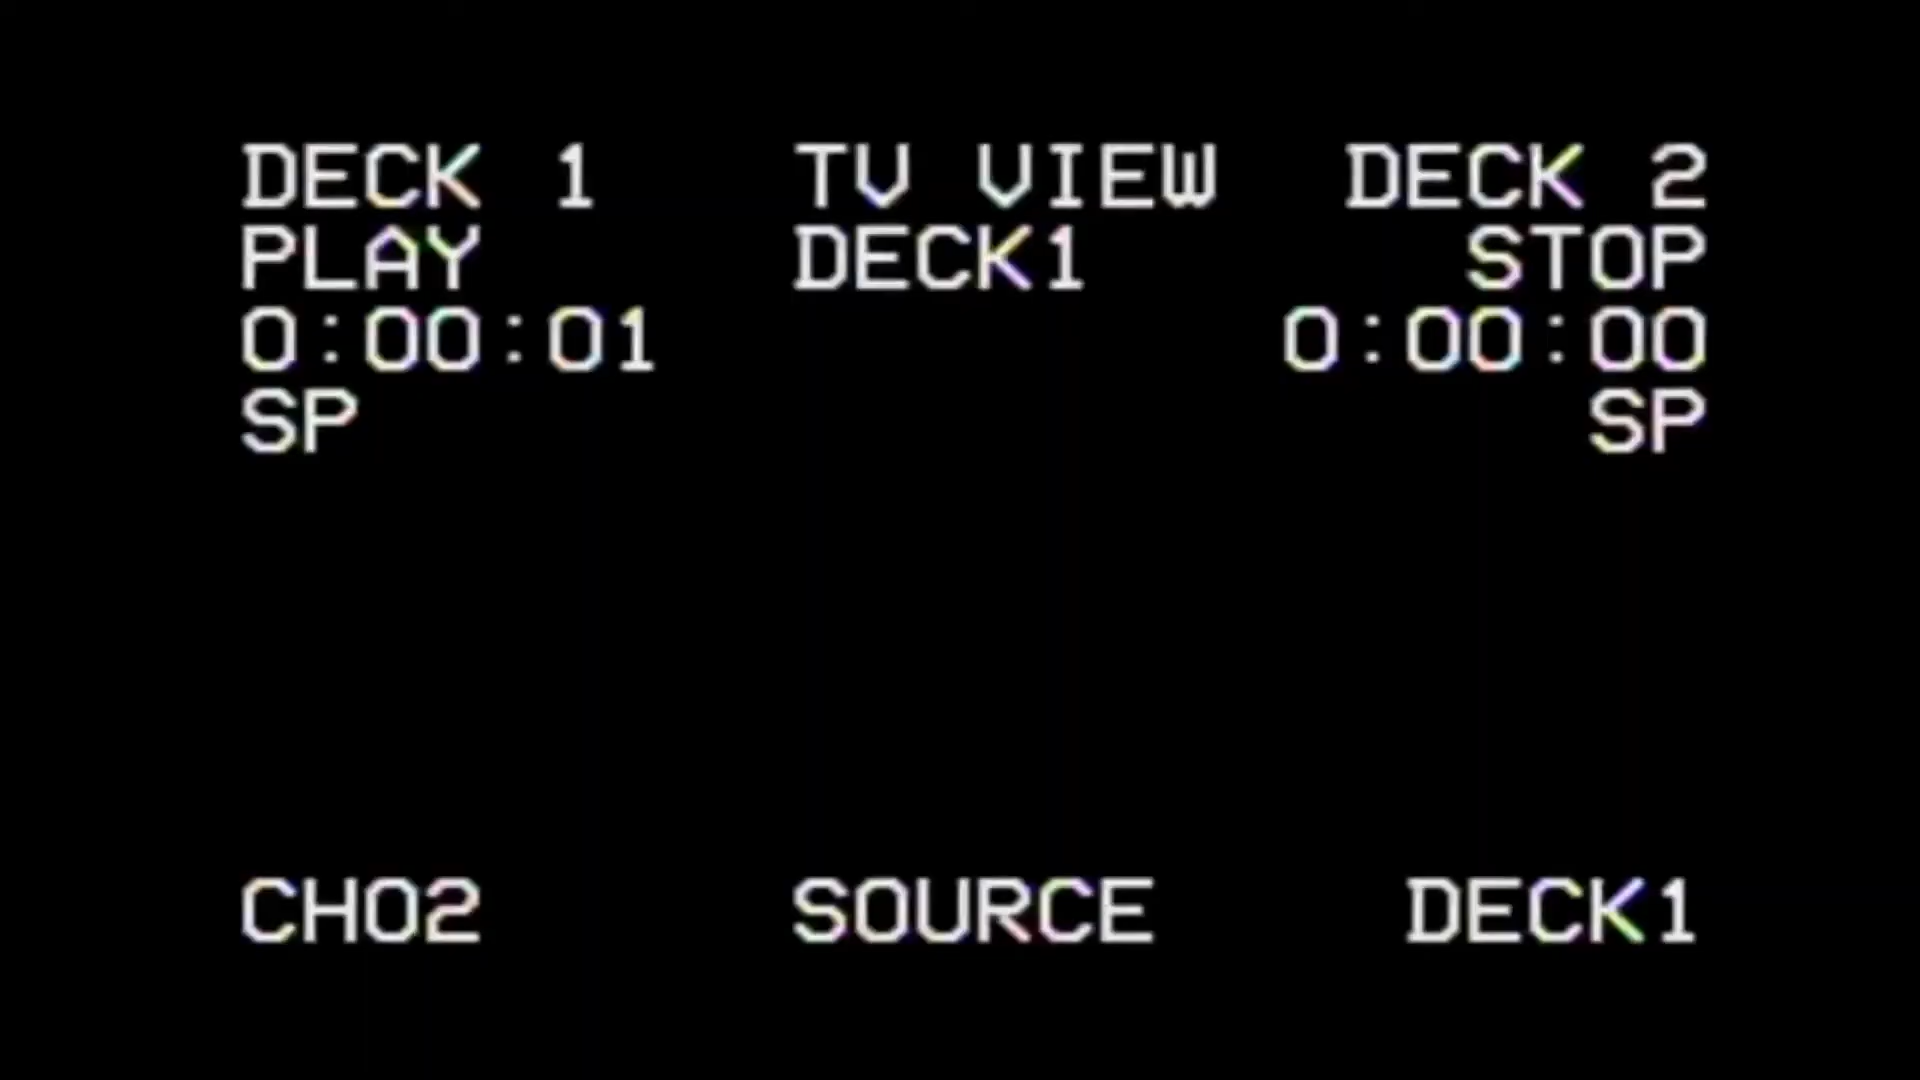 DECK 1 TV VIEW DECK 2
PLAY DECK1 STOP
0:00:01 0:00:00
SP SP
CH02 SOURCE DECK1